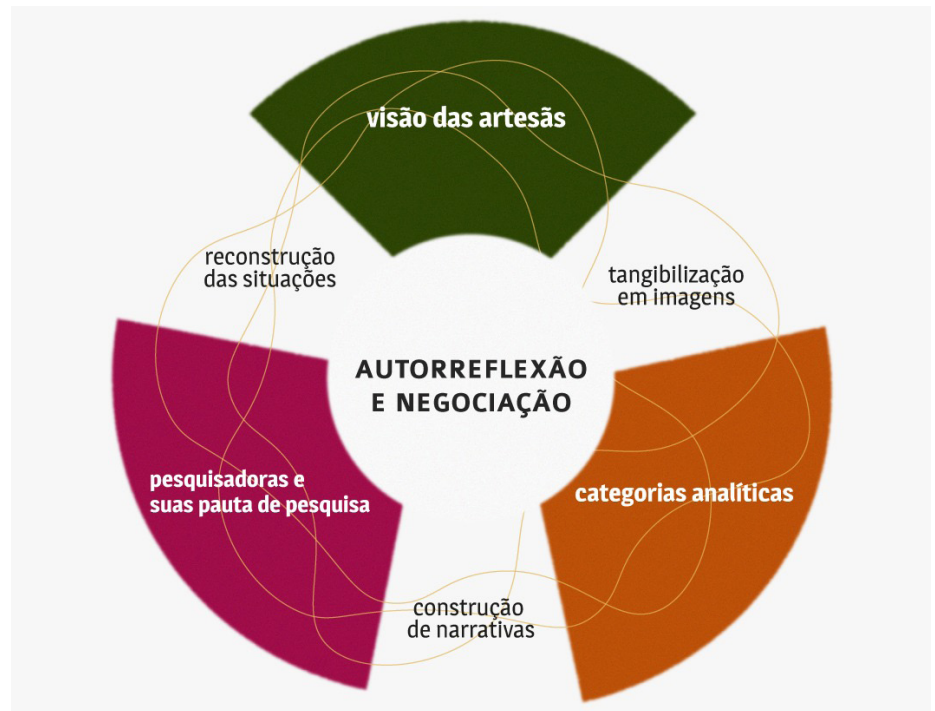 visão das artesãs
reconstrução
das situações
tangibilização
em imagens
AUTORREFLEXÃO
E NEGOCIAÇÃO
pesquisadoras e
suas pauta de pesquisa
categorias analíticas
construção
de narrativas